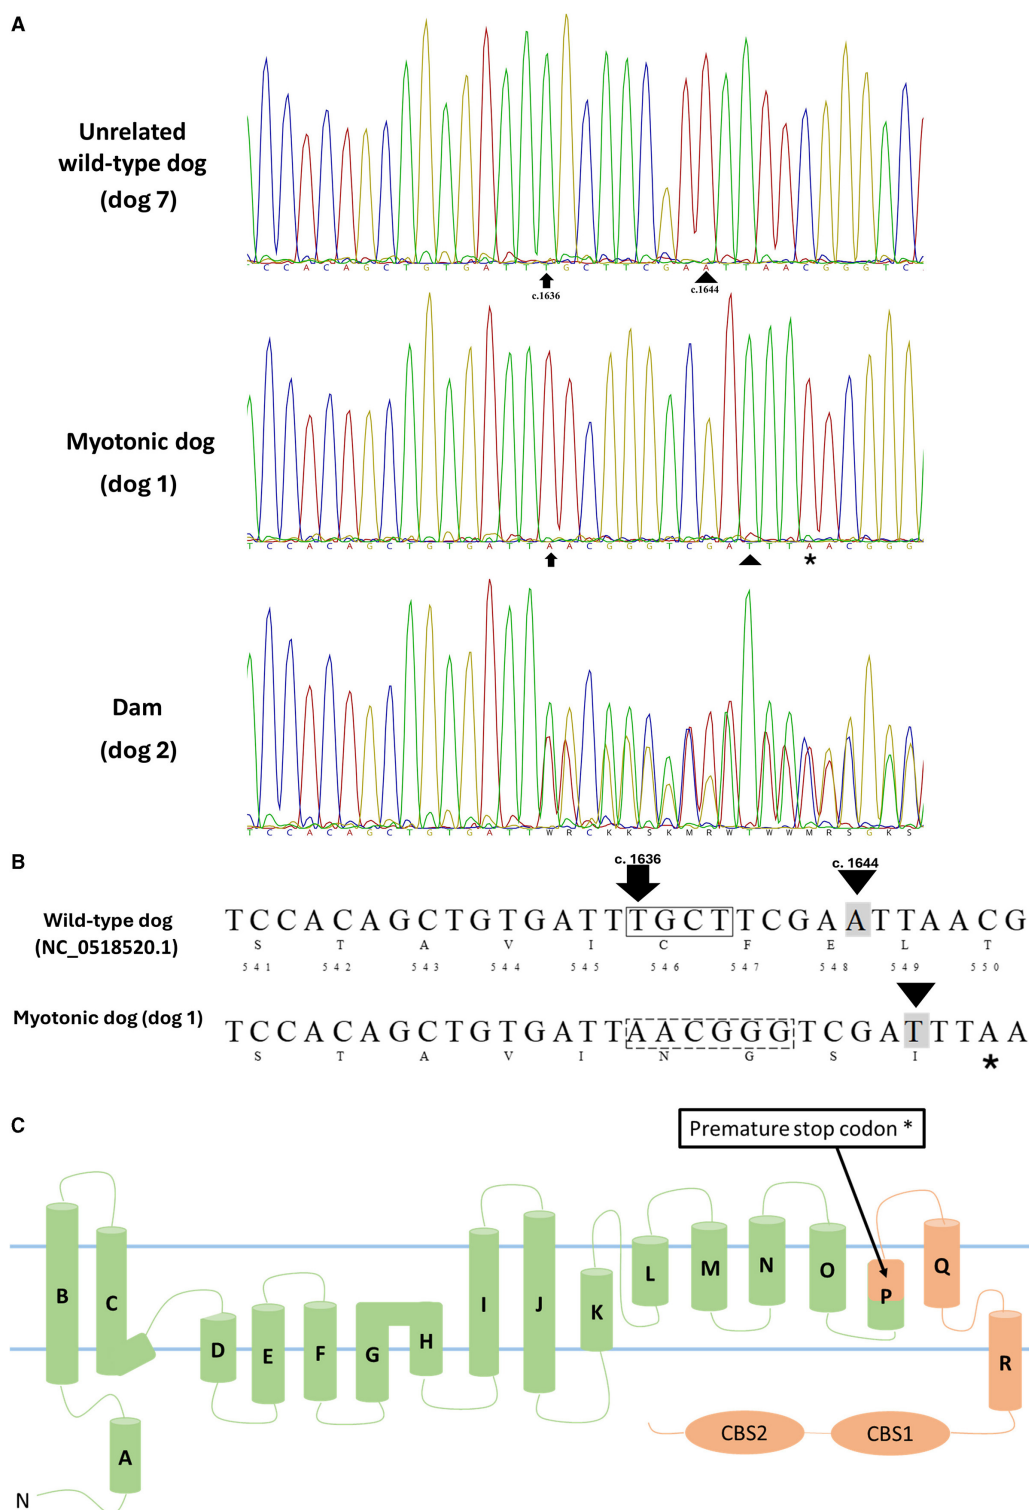 A
Unrelated
wild-type dog
(dog 7)
C C A C A G C T G T G A T T T G C T T C G A A T T A A C G G G T C
c.1636
c.1644
Myotonic dog
(dog 1)
T C C A C A G C T G T G A T T A A C G G G T C G A T T T A A C G G G
*
Dam
(dog 2)
T C C A C A G C T G T G A T T W R C K K S K M R W T W W M R S G K S
B
c. 1636
c. 1644
Wild-type dog
(NC_0518520.1)
T C C A C A G C T G T G A T T T G C T T C G A A T T A A C G
S T A V I C F E L T
541 542 543 544 545 546 547 548 549 550
Myotonic dog (dog 1)
T C C A C A G C T G T G A T T A A C G G G T C G A T T T A A
S T A V I N G S I
*
C
Premature stop codon *
B
C
D
E
F
G
H
I
J
K
L
M
N
O
P
Q
R
A
CBS2
CBS1
N